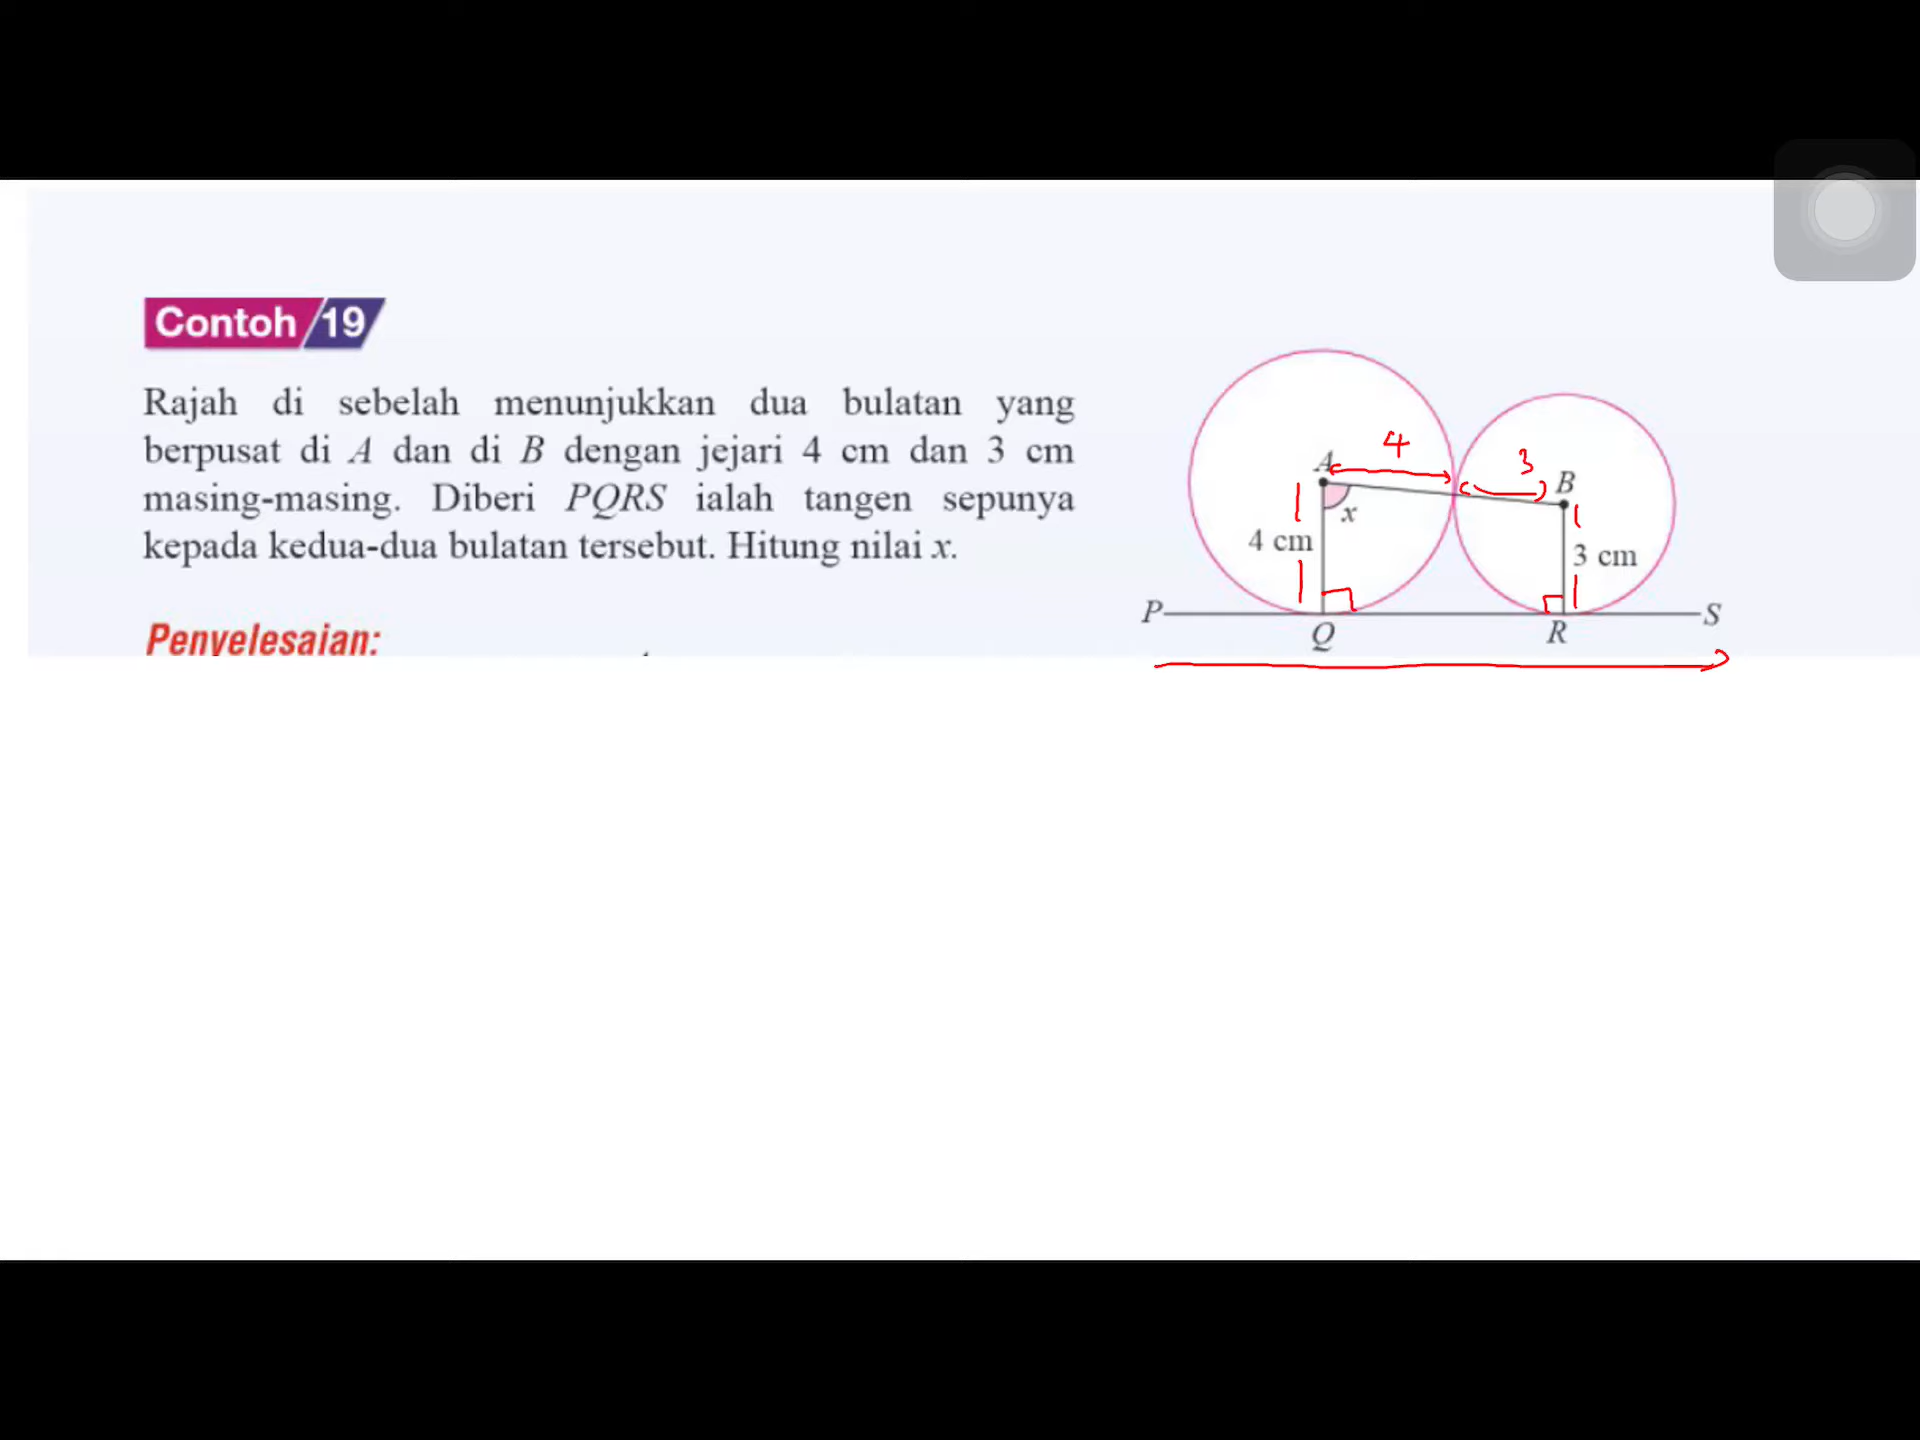 Contoh 19
Rajah di sebelah menunjukkan dua bulatan yang
berpusat di A dan di B dengan jejari 4 cm dan 3 cm
masing-masing. Diberi PQRS ialah tangen sepunya
kepada kedua-dua bulatan tersebut. Hitung nilai x.
Penyelesaian:
4
3
A
B
x
4 cm
3 cm
P
Q
R
S